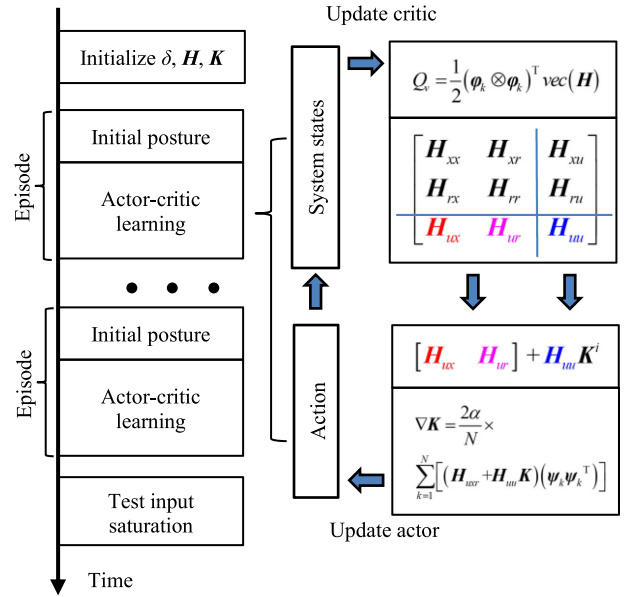 Update critic
Initialize δ, H, K
Episode
Initial posture
Actor-critic
learning
• • •
Episode
Initial posture
Actor-critic
learning
Test input
saturation
Time
System states
Action
Q_v = 1/2 (φ_k ⊗ φ_k)^T vec(H)
[ H_xx H_xr H_xu
H_rx H_rr H_ru
H_ux H_ur H_uu ]
[H_ux H_ur] + H_uu K^i
∇K = 2α/N ×
∑_{k=1}^{N} [(H_uxr + H_uu K)(ψ_k ψ_k^T)]
Update actor